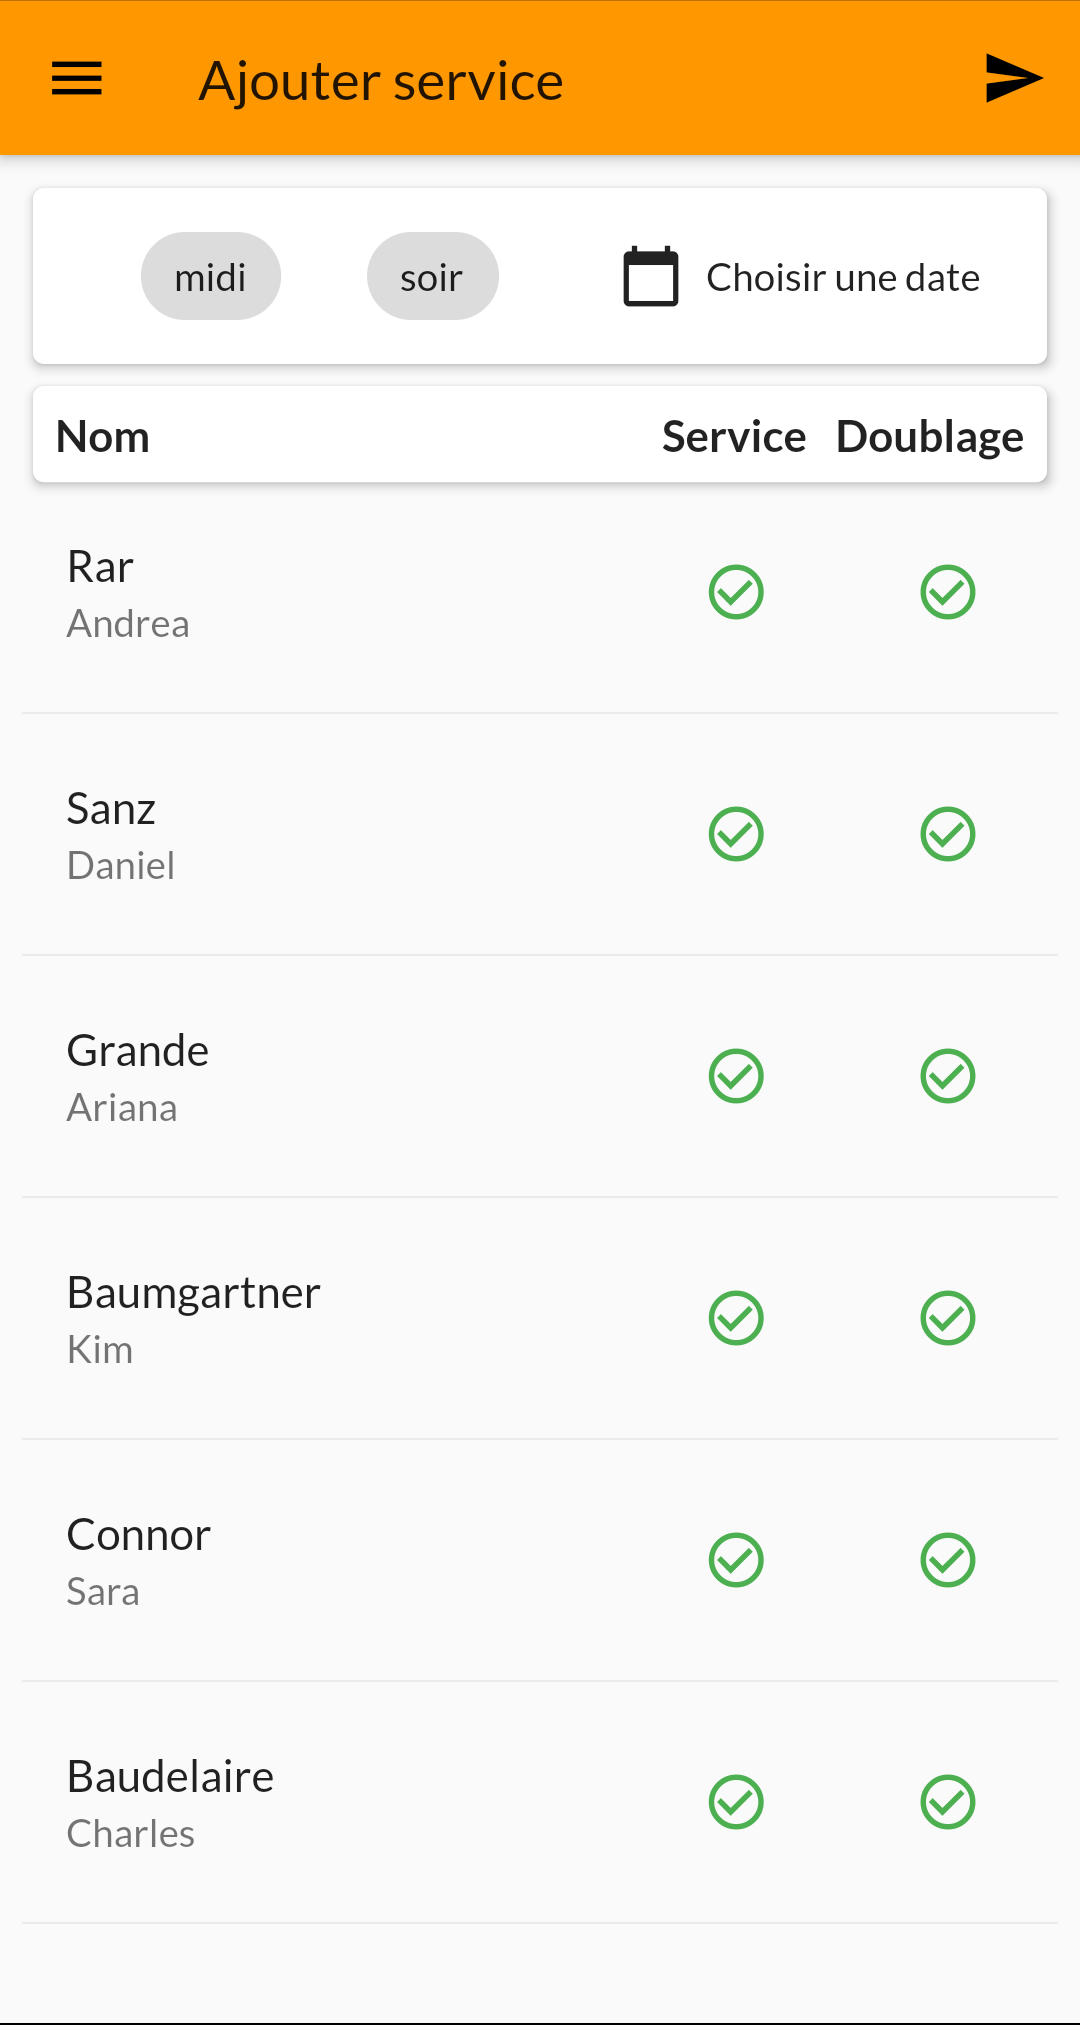 Ajouter service
midi soir Choisir une date
Nom Service Doublage
Rar
Andrea
Sanz
Daniel
Grande
Ariana
Baumgartner
Kim
Connor
Sara
Baudelaire
Charles